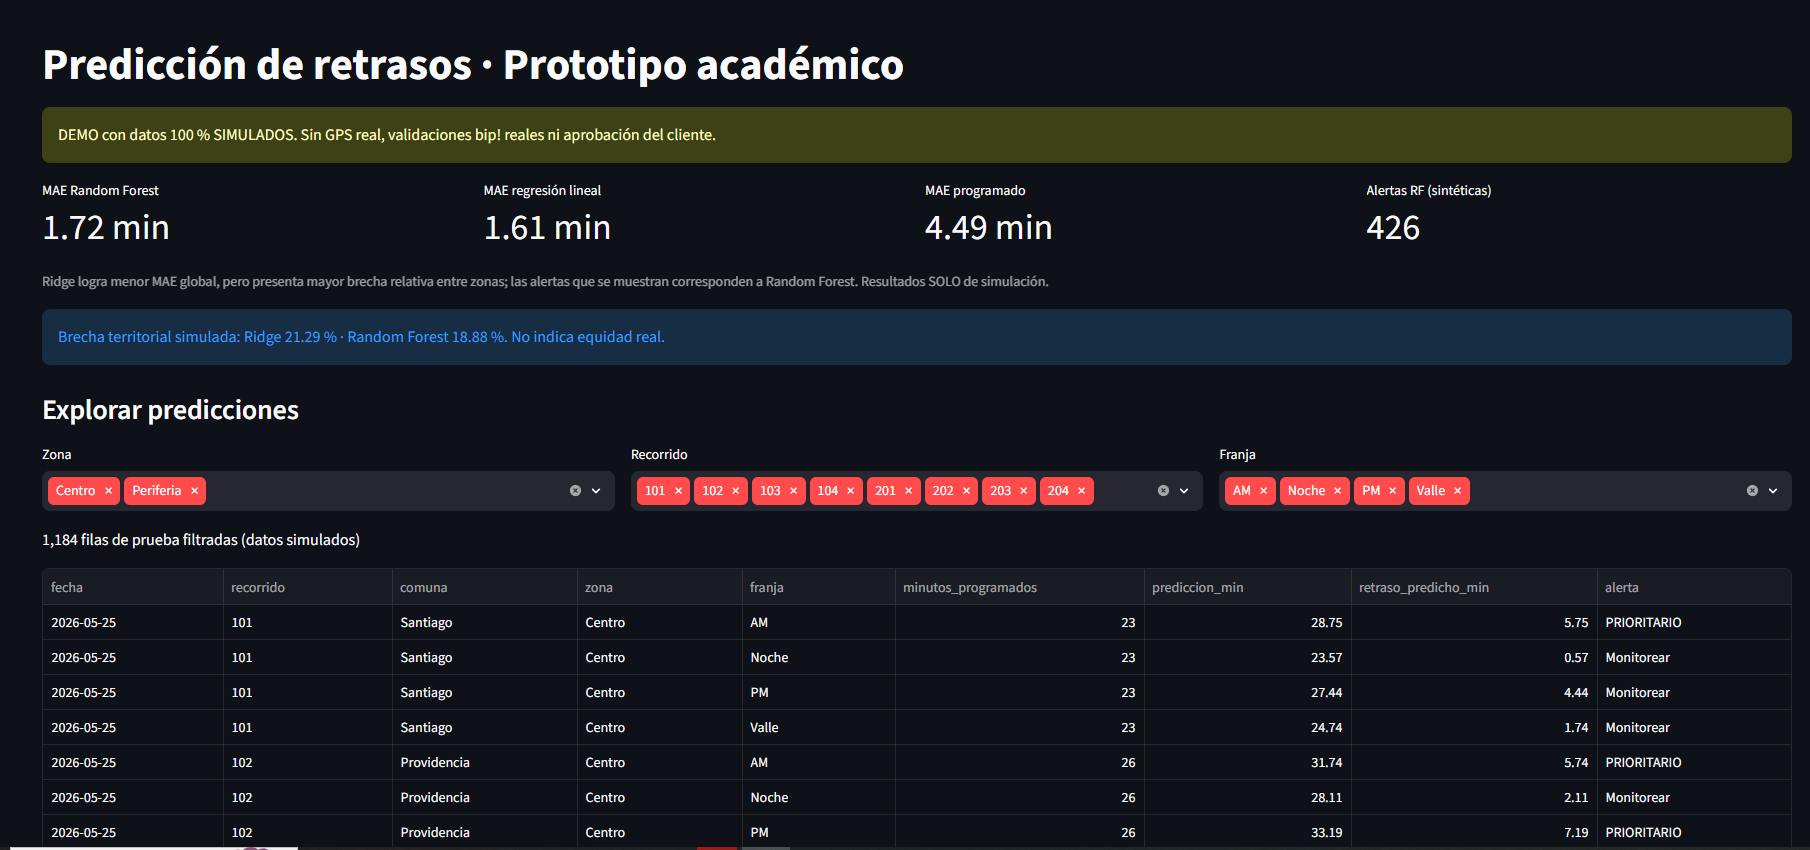 Predicción de retrasos · Prototipo académico
DEMO con datos 100 % SIMULADOS. Sin GPS real, validaciones bip! reales ni aprobación del cliente.
MAE Random Forest MAE regresión lineal MAE programado Alertas RF (sintéticas)
1.72 min 1.61 min 4.49 min 426
Ridge logra menor MAE global, pero presenta mayor brecha relativa entre zonas; las alertas que se muestran corresponden a Random Forest. Resultados SOLO de simulación.
Brecha territorial simulada: Ridge 21.29 % · Random Forest 18.88 %. No indica equidad real.
Explorar predicciones
Zona Recorrido Franja
Centro × Periferia × 101 × 102 × 103 × 104 × 201 × 202 × 203 × 204 × AM × Noche × PM × Valle ×
1,184 filas de prueba filtradas (datos simulados)
fecha recorrido comuna zona franja minutos_programados prediccion_min retraso_predicho_min alerta
2026-05-25 101 Santiago Centro AM 23 28.75 5.75 PRIORITARIO
2026-05-25 101 Santiago Centro Noche 23 23.57 0.57 Monitorear
2026-05-25 101 Santiago Centro PM 23 27.44 4.44 Monitorear
2026-05-25 101 Santiago Centro Valle 23 24.74 1.74 Monitorear
2026-05-25 102 Providencia Centro AM 26 31.74 5.74 PRIORITARIO
2026-05-25 102 Providencia Centro Noche 26 28.11 2.11 Monitorear
2026-05-25 102 Providencia Centro PM 26 33.19 7.19 PRIORITARIO